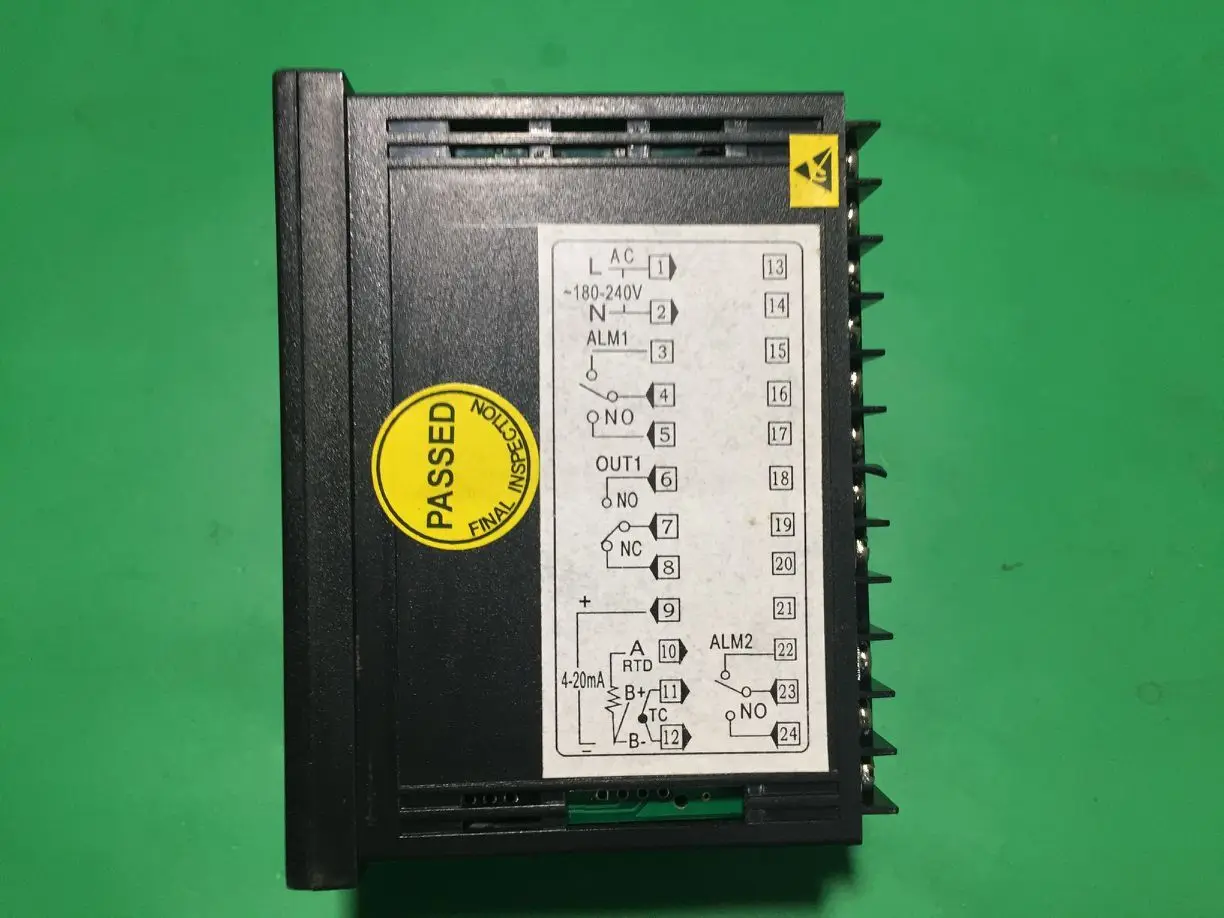 PASSED
FINAL INSPECTION
AC
L 1
~180-240V
N 2
ALM1
3
4
NO
5
OUT1
6
NO
7
NC
8
+ 9
A 10
RTD
4-20mA
B+ 11
TC
- B- 12
13
14
15
16
17
18
19
20
21
ALM2
22
23
NO
24